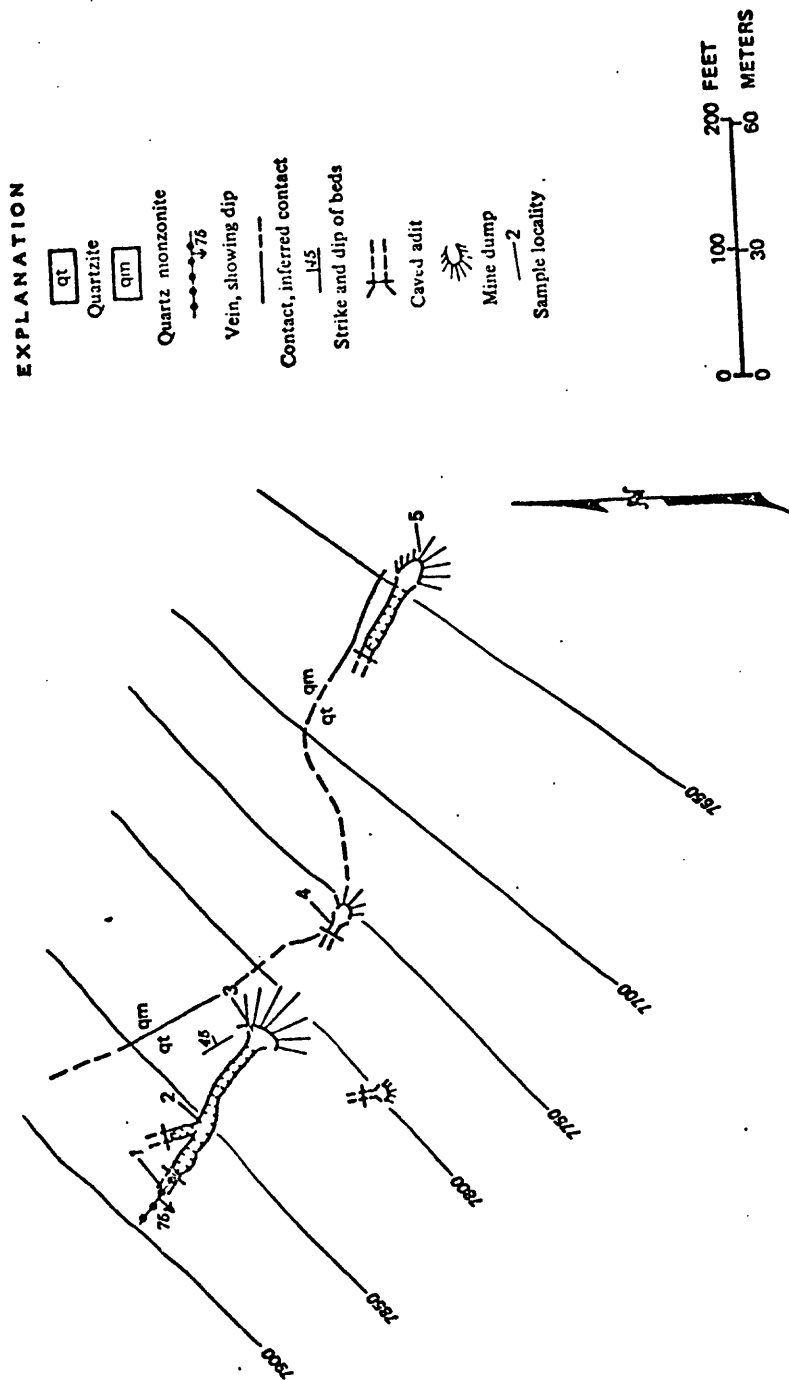 EXPLANATION
qt
Quartzite
qm
Quartz monzonite
76
Vein, showing dip
Contact, inferred contact
45
Strike and dip of beds
Caved adit
Mine dump
2
Sample locality
0 100 200 FEET
0 30 60 METERS
N
7900
7850
7800
7750
7700
7650
76
1
2
3
45
4
5
qm
qt
qm
qt